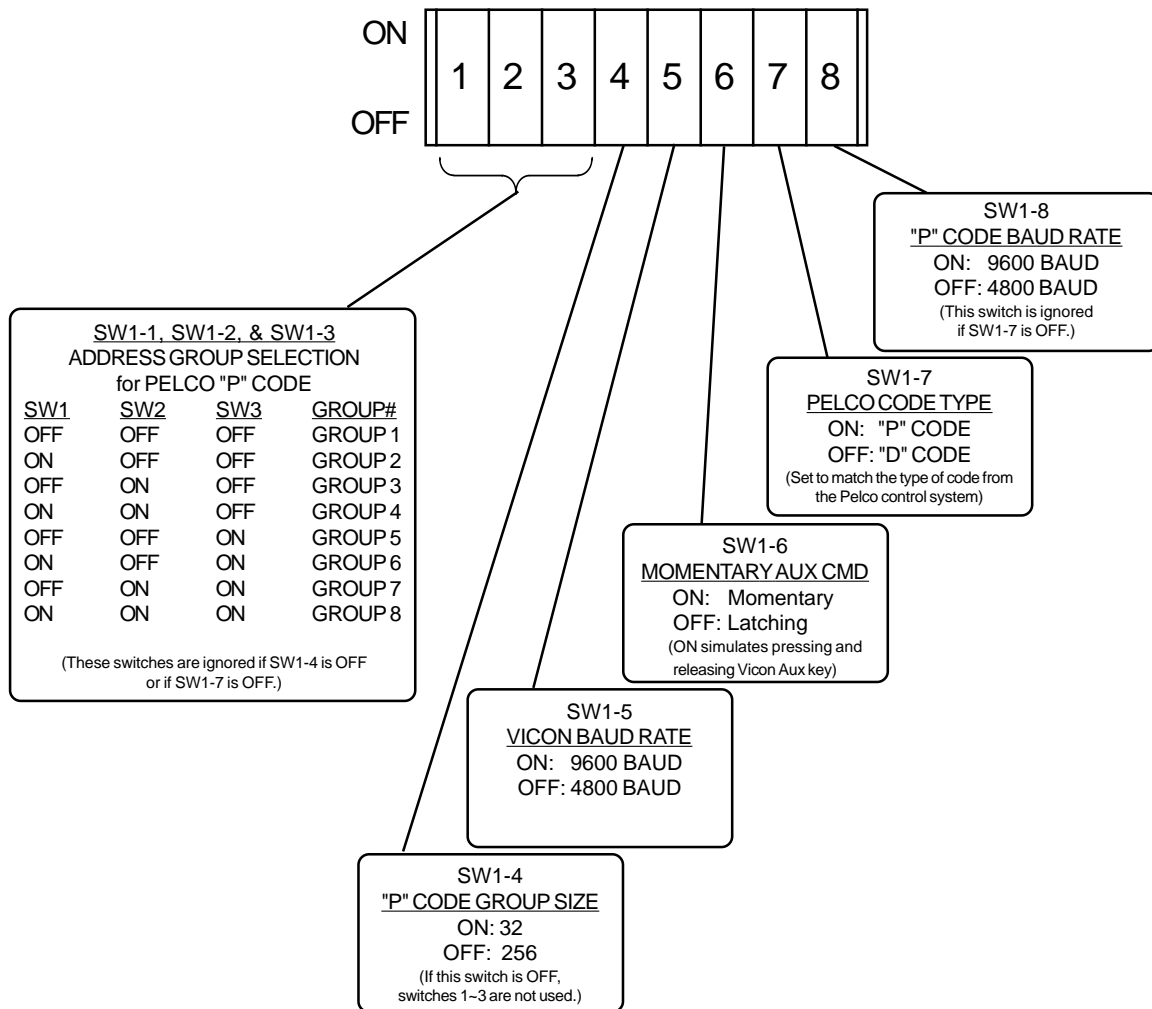 ON
OFF
1 2 3 4 5 6 7 8
SW1-8
"P" CODE BAUD RATE
ON: 9600 BAUD
OFF: 4800 BAUD
(This switch is ignored
if SW1-7 is OFF.)
SW1-7
PELCO CODE TYPE
ON: "P" CODE
OFF: "D" CODE
(Set to match the type of code from
the Pelco control system)
SW1-6
MOMENTARY AUX CMD
ON: Momentary
OFF: Latching
(ON simulates pressing and
releasing Vicon Aux key)
SW1-5
VICON BAUD RATE
ON: 9600 BAUD
OFF: 4800 BAUD
SW1-4
"P" CODE GROUP SIZE
ON: 32
OFF: 256
(If this switch is OFF,
switches 1~3 are not used.)
SW1-1, SW1-2, & SW1-3
ADDRESS GROUP SELECTION
for PELCO "P" CODE
SW1 SW2 SW3 GROUP#
OFF OFF OFF GROUP 1
ON OFF OFF GROUP 2
OFF ON OFF GROUP 3
ON ON OFF GROUP 4
OFF OFF ON GROUP 5
ON OFF ON GROUP 6
OFF ON ON GROUP 7
ON ON ON GROUP 8
(These switches are ignored if SW1-4 is OFF
or if SW1-7 is OFF.)